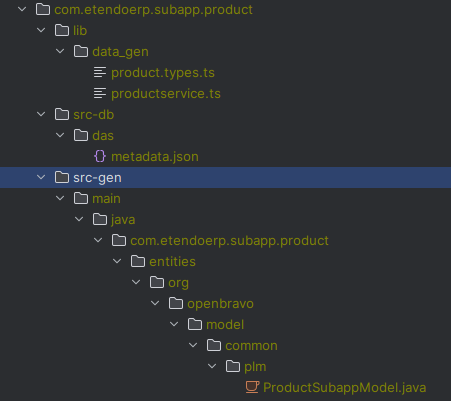 com.etendoerp.subapp.product
lib
data_gen
product.types.ts
productservice.ts
src-db
das
{} metadata.json
src-gen
main
java
com.etendoerp.subapp.product
entities
org
openbravo
model
common
plm
ProductSubappModel.java